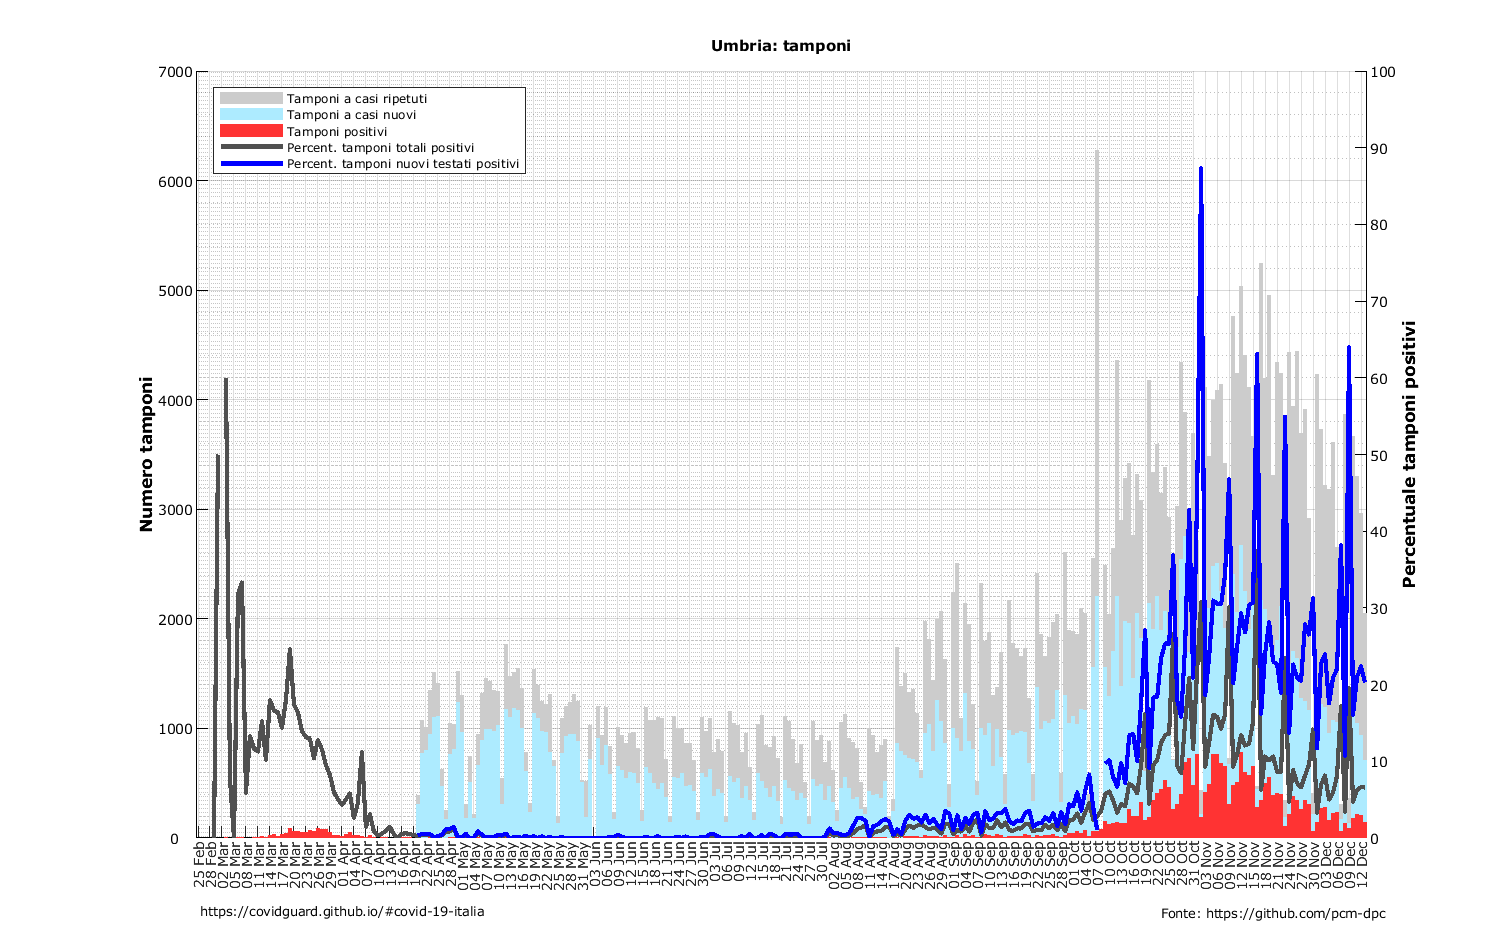 Umbria: tamponi
Tamponi a casi ripetuti
Tamponi a casi nuovi
Tamponi positivi
Percent. tamponi totali positivi
Percent. tamponi nuovi testati positivi
Numero tamponi
7000
6000
5000
4000
3000
2000
1000
0
Percentuale tamponi positivi
100
90
80
70
60
50
40
30
20
10
0
25 Feb
28 Feb
02 Mar
05 Mar
08 Mar
11 Mar
14 Mar
17 Mar
20 Mar
23 Mar
26 Mar
29 Mar
01 Apr
04 Apr
07 Apr
10 Apr
13 Apr
16 Apr
19 Apr
22 Apr
25 Apr
28 Apr
01 May
04 May
07 May
10 May
13 May
16 May
19 May
22 May
25 May
28 May
31 May
03 Jun
06 Jun
09 Jun
12 Jun
15 Jun
18 Jun
21 Jun
24 Jun
27 Jun
30 Jun
03 Jul
06 Jul
09 Jul
12 Jul
15 Jul
18 Jul
21 Jul
24 Jul
27 Jul
30 Jul
02 Aug
05 Aug
08 Aug
11 Aug
14 Aug
17 Aug
20 Aug
23 Aug
26 Aug
29 Aug
01 Sep
04 Sep
07 Sep
10 Sep
13 Sep
16 Sep
19 Sep
22 Sep
25 Sep
28 Sep
01 Oct
04 Oct
07 Oct
10 Oct
13 Oct
16 Oct
19 Oct
22 Oct
25 Oct
28 Oct
31 Oct
03 Nov
06 Nov
09 Nov
12 Nov
15 Nov
18 Nov
21 Nov
24 Nov
27 Nov
30 Nov
03 Dec
06 Dec
09 Dec
12 Dec
https://covidguard.github.io/#covid-19-italia
Fonte: https://github.com/pcm-dpc